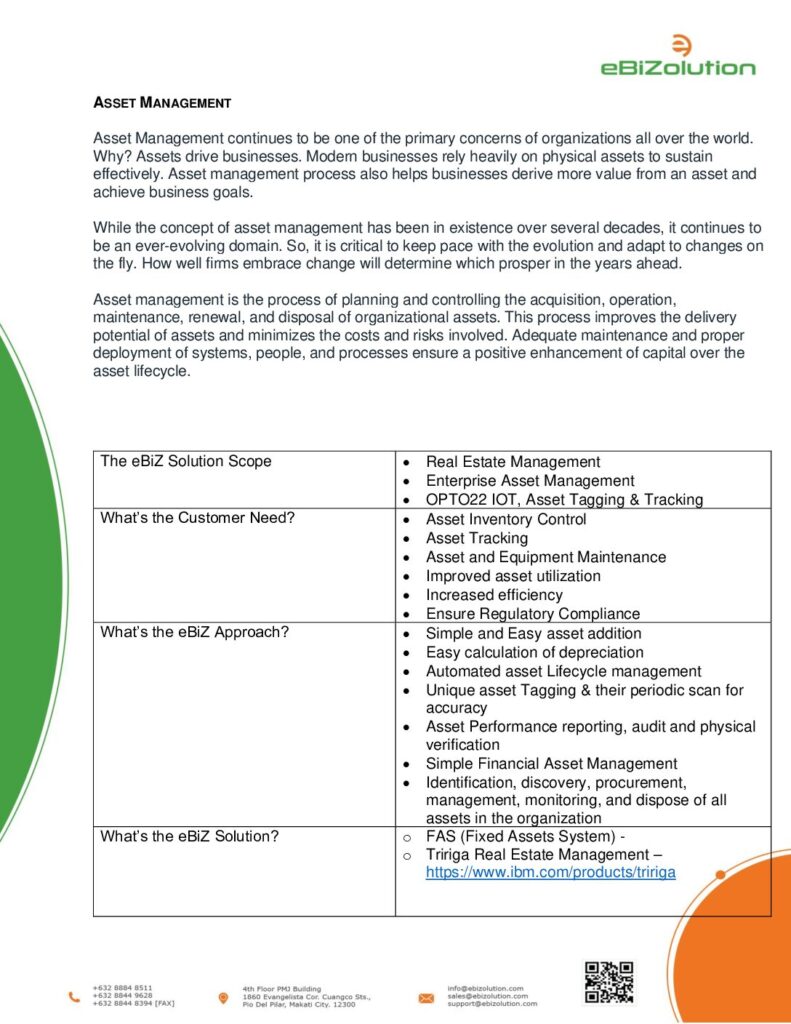 eBiZolution
ASSET MANAGEMENT
Asset Management continues to be one of the primary concerns of organizations all over the world.
Why? Assets drive businesses. Modern businesses rely heavily on physical assets to sustain
effectively. Asset management process also helps businesses derive more value from an asset and
achieve business goals.
While the concept of asset management has been in existence over several decades, it continues to
be an ever-evolving domain. So, it is critical to keep pace with the evolution and adapt to changes on
the fly. How well firms embrace change will determine which prosper in the years ahead.
Asset management is the process of planning and controlling the acquisition, operation,
maintenance, renewal, and disposal of organizational assets. This process improves the delivery
potential of assets and minimizes the costs and risks involved. Adequate maintenance and proper
deployment of systems, people, and processes ensure a positive enhancement of capital over the
asset lifecycle.
The eBiZ Solution Scope
• Real Estate Management
• Enterprise Asset Management
• OPTO22 IOT, Asset Tagging & Tracking
What's the Customer Need?
• Asset Inventory Control
• Asset Tracking
• Asset and Equipment Maintenance
• Improved asset utilization
• Increased efficiency
• Ensure Regulatory Compliance
What's the eBiZ Approach?
• Simple and Easy asset addition
• Easy calculation of depreciation
• Automated asset Lifecycle management
• Unique asset Tagging & their periodic scan for
accuracy
• Asset Performance reporting, audit and physical
verification
• Simple Financial Asset Management
• Identification, discovery, procurement,
management, monitoring, and dispose of all
assets in the organization
What's the eBiZ Solution?
o FAS (Fixed Assets System) -
o Tririga Real Estate Management –
https://www.ibm.com/products/tririga
+632 8884 8511
+632 8844 9628
+632 8844 8394 [FAX]
4th Floor PMJ Building
1860 Evangelista Cor. Cuangco Sts.,
Pio Del Pilar, Makati City. 12300
info@ebizolution.com
sales@ebizolution.com
support@ebizolution.com